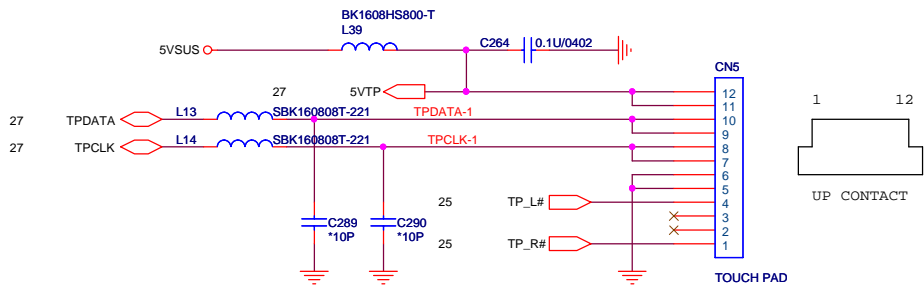 BK1608HS800-T
L39
5VSUS
C264
0.1U/0402
CN5
27
5VTP
12
11
1
12
27
TPDATA
L13
SBK160808T-221
TPDATA-1
10
9
27
TPCLK
L14
SBK160808T-221
TPCLK-1
8
7
6
5
UP CONTACT
25
TP_L#
4
3
C289
*10P
C290
*10P
2
25
TP_R#
1
TOUCH PAD